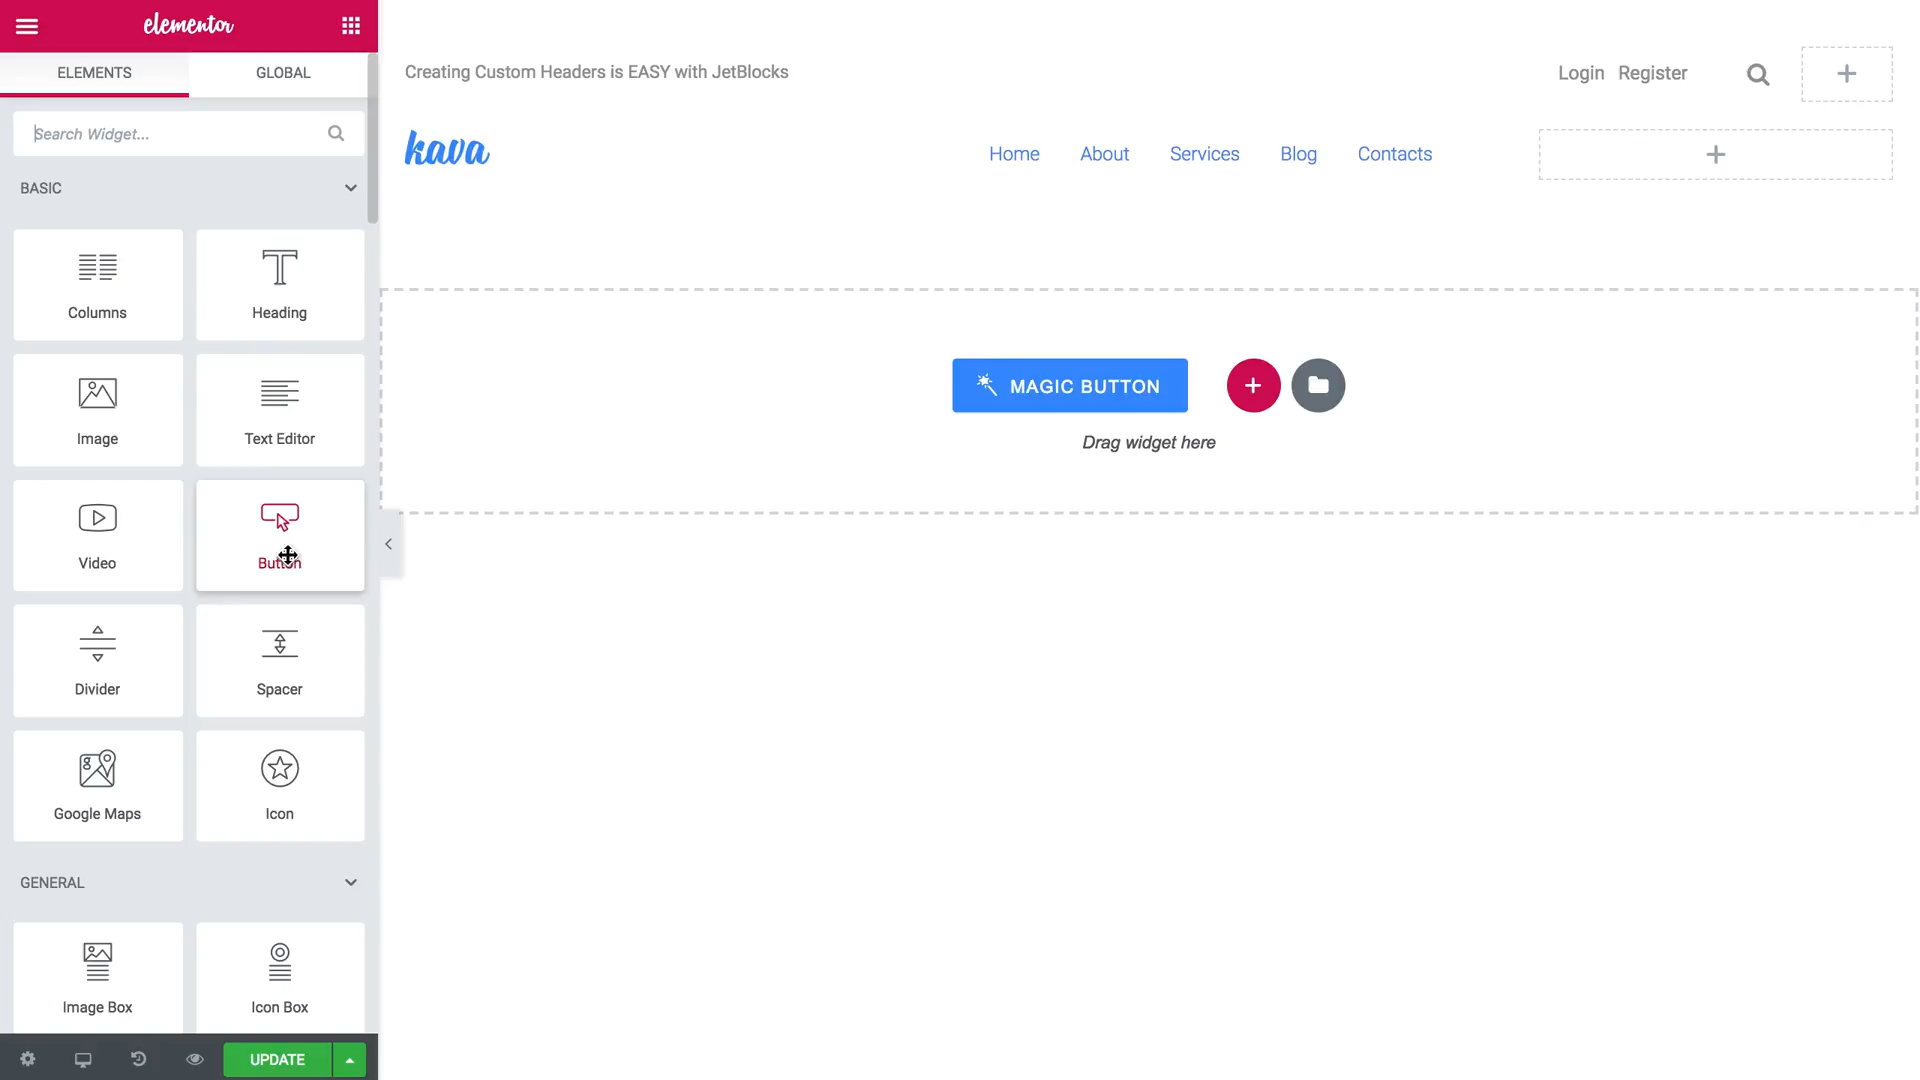 elementor
ELEMENTS
GLOBAL
Search Widget...
BASIC
Columns
Heading
Image
Text Editor
Video
Button
Divider
Spacer
Google Maps
Icon
GENERAL
Image Box
Icon Box
UPDATE
Creating Custom Headers is EASY with JetBlocks
Login Register
kava
Home About Services Blog Contacts
MAGIC BUTTON
Drag widget here